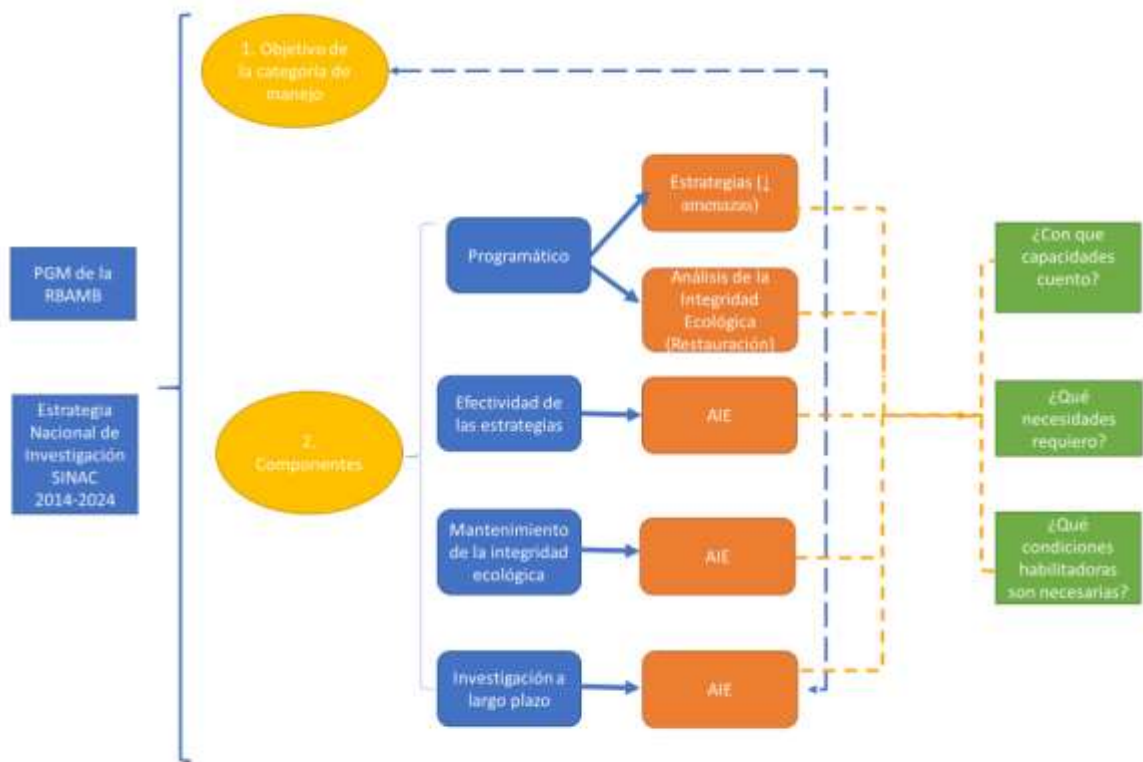 1. Objetivo de
la categoría de
manejo
Estrategias (↓
amenazas)
Programático
Análisis de la
Integridad
Ecológica
(Restauración)
PGM de la
RBAMB
Estrategia
Nacional de
Investigación
SINAC
2014-2024
2.
Componentes
Efectividad de
las estrategias
AIE
Mantenimiento
de la integridad
ecológica
AIE
Investigación a
largo plazo
AIE
¿Con que
capacidades
cuento?
¿Qué
necesidades
requiero?
¿Qué
condiciones
habilitadoras
son necesarias?